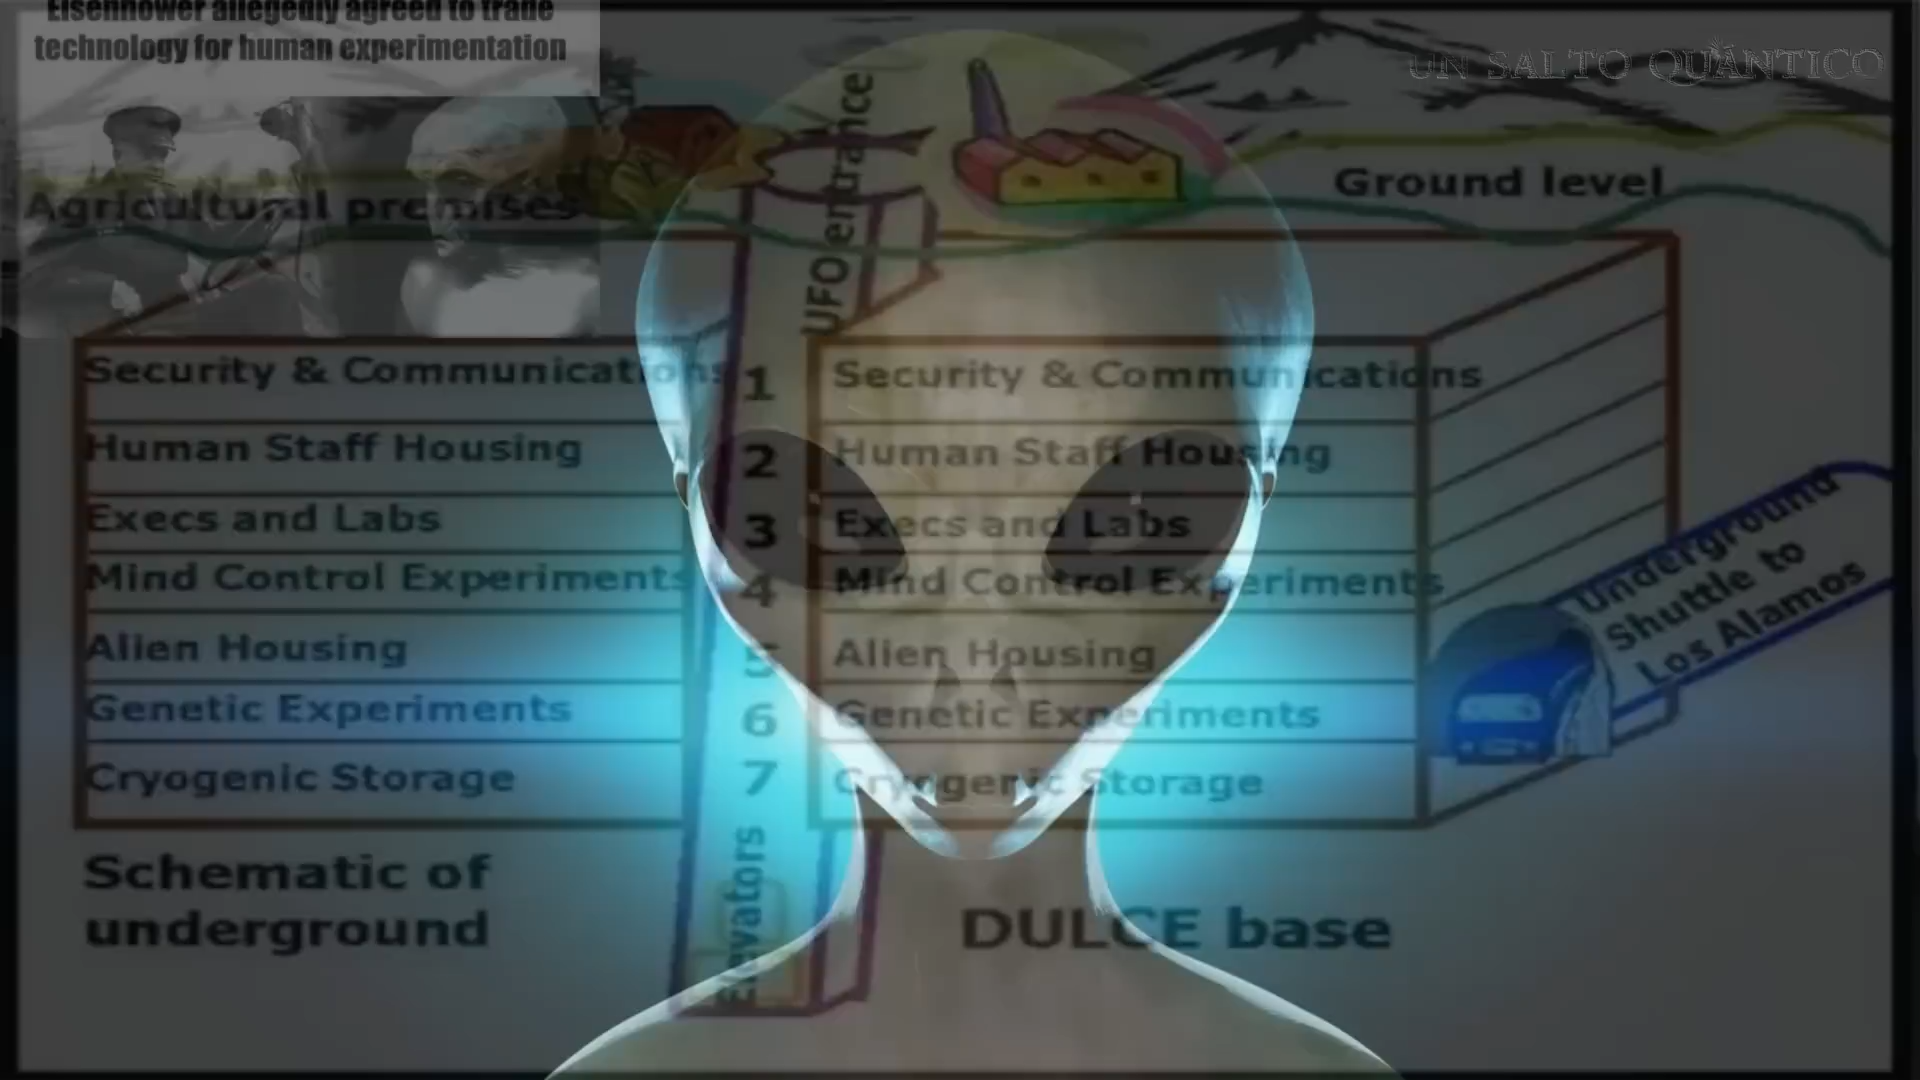 Eisenhower allegedly agreed to trade
technology for human experimentation
UN SALTO QUÁNTICO
Agricultural premises
UFO entrance
Ground level
Security & Communications 1 Security & Communications
Human Staff Housing 2 Human Staff Housing
Execs and Labs 3 Execs and Labs
Mind Control Experiments 4 Mind Control Experiments
Alien Housing 5 Alien Housing
Genetic Experiments 6 Genetic Experiments
Cryogenic Storage 7 Cryogenic Storage
Underground
Shuttle to
Los Alamos
Elevators
Schematic of
underground
DULCE base